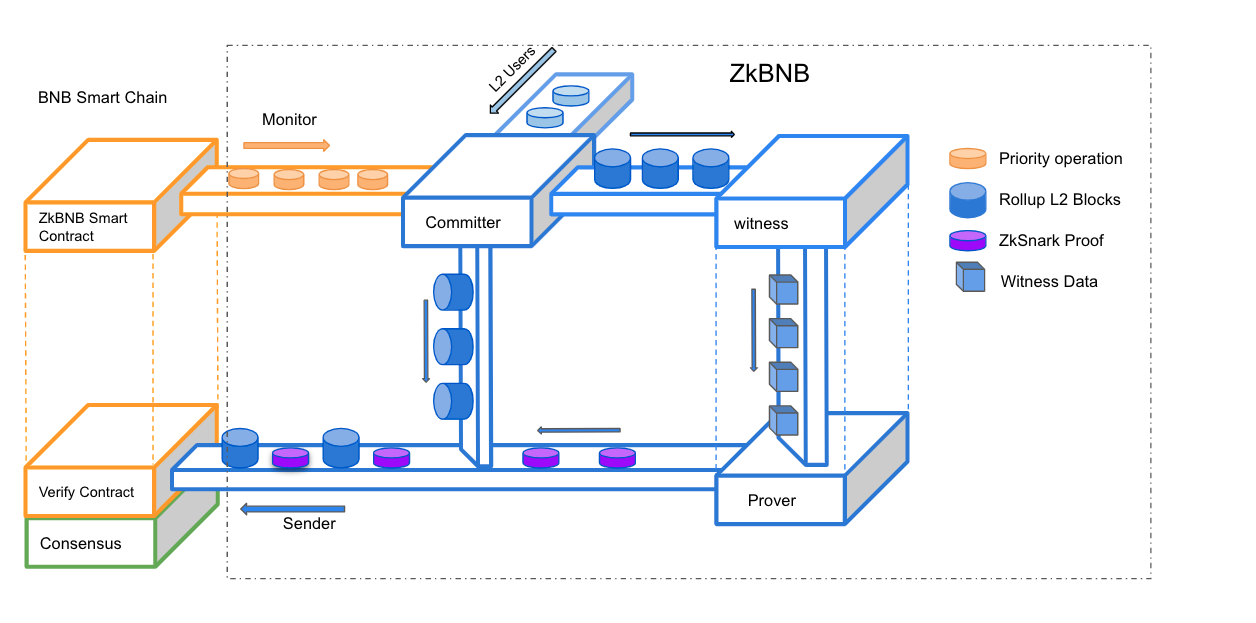 L2 Users
ZkBNB
BNB Smart Chain
Monitor
Priority operation
Rollup L2 Blocks
ZkSnark Proof
Witness Data
ZkBNB Smart
Contract
Committer
witness
Verify Contract
Prover
Sender
Consensus